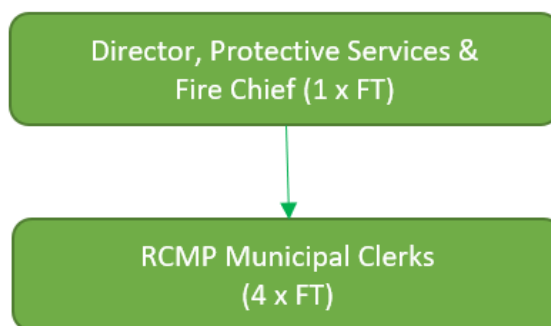 Director, Protective Services &
Fire Chief (1 x FT)
RCMP Municipal Clerks
(4 x FT)